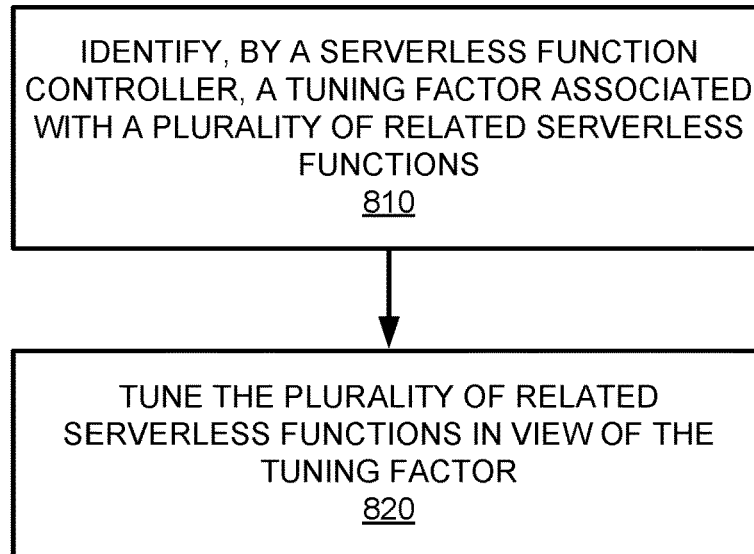 IDENTIFY, BY A SERVERLESS FUNCTION
CONTROLLER, A TUNING FACTOR ASSOCIATED
WITH A PLURALITY OF RELATED SERVERLESS
FUNCTIONS
810
TUNE THE PLURALITY OF RELATED
SERVERLESS FUNCTIONS IN VIEW OF THE
TUNING FACTOR
820